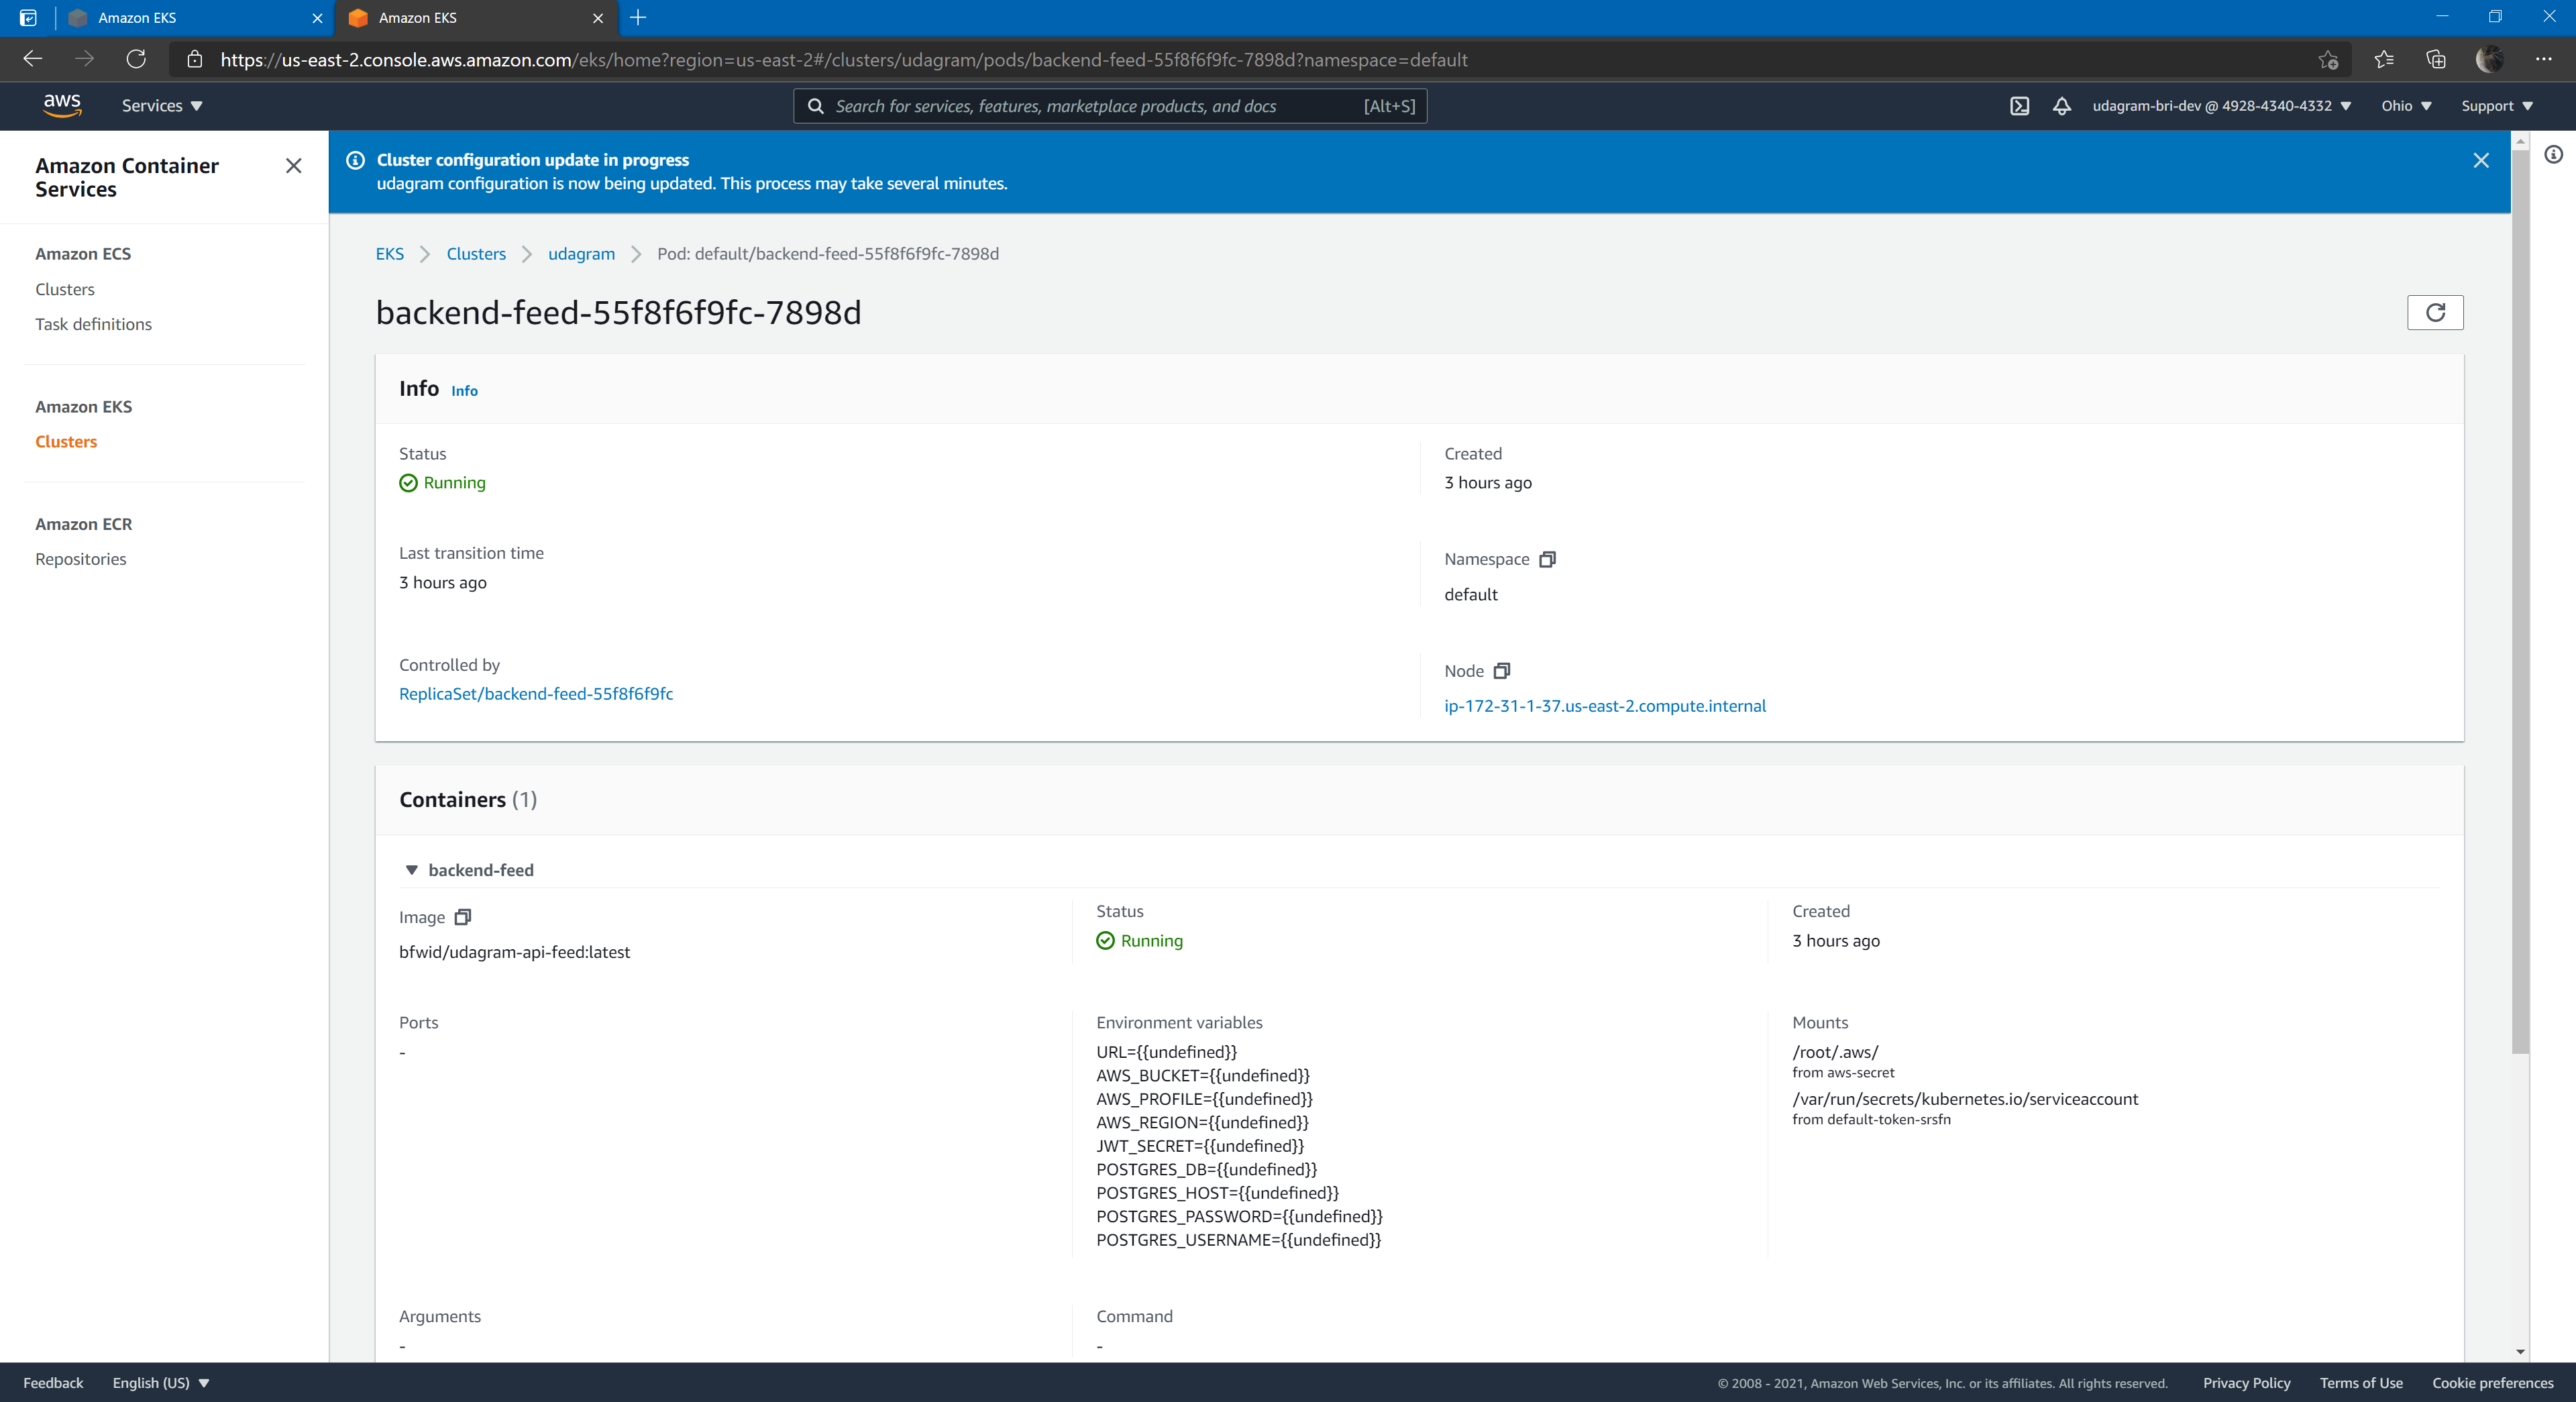 Amazon EKS
Amazon EKS
https://us-east-2.console.aws.amazon.com/eks/home?region=us-east-2#/clusters/udagram/pods/backend-feed-55f8f6f9fc-7898d?namespace=default
aws
Services
Search for services, features, marketplace products, and docs
[Alt+S]
udagram-bri-dev @ 4928-4340-4332
Ohio
Support
Amazon Container
Services
Amazon ECS
Clusters
Task definitions
Amazon EKS
Clusters
Amazon ECR
Repositories
Cluster configuration update in progress
udagram configuration is now being updated. This process may take several minutes.
EKS
Clusters
udagram
Pod: default/backend-feed-55f8f6f9fc-7898d
backend-feed-55f8f6f9fc-7898d
Info Info
Status
Running
Created
3 hours ago
Last transition time
3 hours ago
Namespace
default
Controlled by
ReplicaSet/backend-feed-55f8f6f9fc
Node
ip-172-31-1-37.us-east-2.compute.internal
Containers (1)
backend-feed
Image
bfwid/udagram-api-feed:latest
Status
Running
Created
3 hours ago
Ports
-
Environment variables
URL={{undefined}}
AWS_BUCKET={{undefined}}
AWS_PROFILE={{undefined}}
AWS_REGION={{undefined}}
JWT_SECRET={{undefined}}
POSTGRES_DB={{undefined}}
POSTGRES_HOST={{undefined}}
POSTGRES_PASSWORD={{undefined}}
POSTGRES_USERNAME={{undefined}}
Mounts
/root/.aws/
from aws-secret
/var/run/secrets/kubernetes.io/serviceaccount
from default-token-srsfn
Arguments
-
Command
-
Feedback
English (US)
© 2008 - 2021, Amazon Web Services, Inc. or its affiliates. All rights reserved.
Privacy Policy
Terms of Use
Cookie preferences